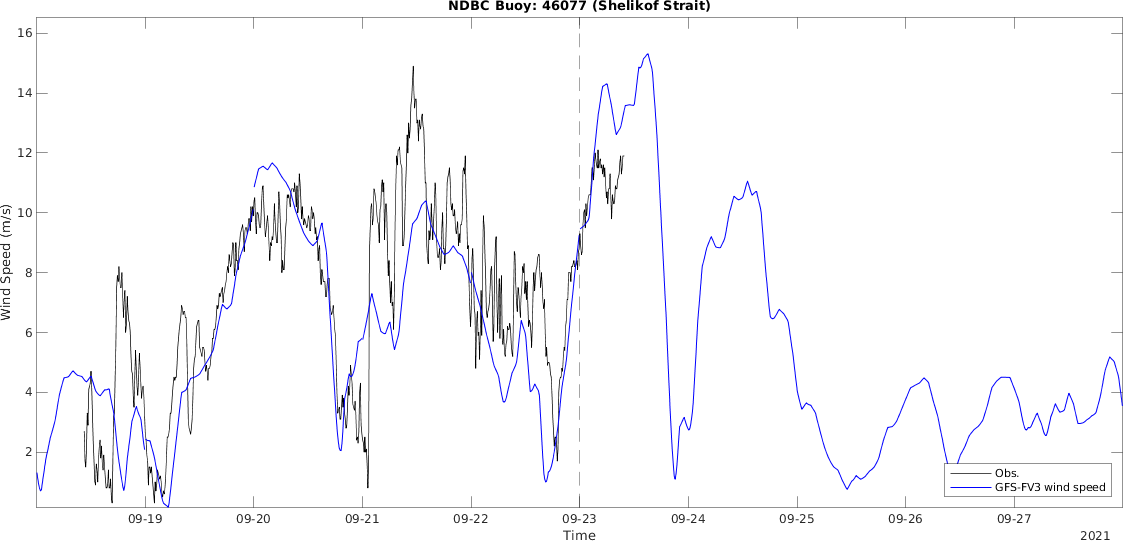 NDBC Buoy: 46077 (Shelikof Strait)
16
14
12
10
8
6
4
2
Wind Speed (m/s)
Obs.
GFS-FV3 wind speed
09-19 09-20 09-21 09-22 09-23 09-24 09-25 09-26 09-27
Time
2021